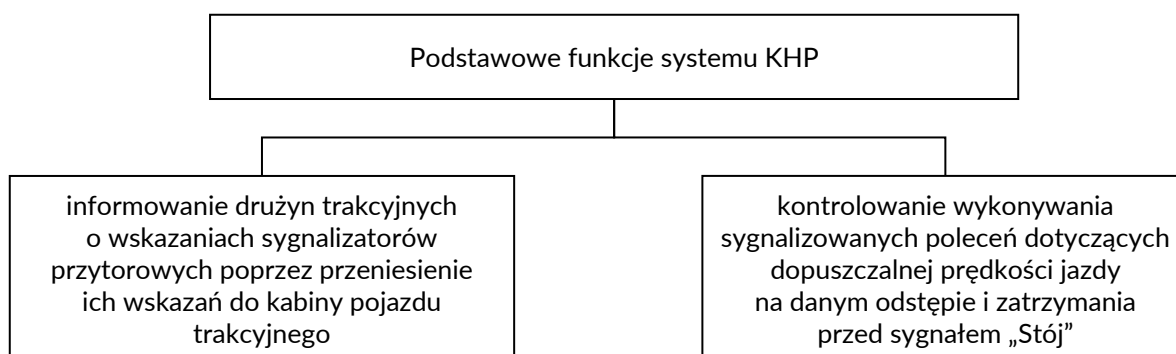 Podstawowe funkcje systemu KHP
informowanie drużyn trakcyjnych
o wskazaniach sygnalizatorów
przytorowych poprzez przeniesienie
ich wskazań do kabiny pojazdu
trakcyjnego
kontrolowanie wykonywania
sygnalizowanych poleceń dotyczących
dopuszczalnej prędkości jazdy
na danym odstępie i zatrzymania
przed sygnałem „Stój”